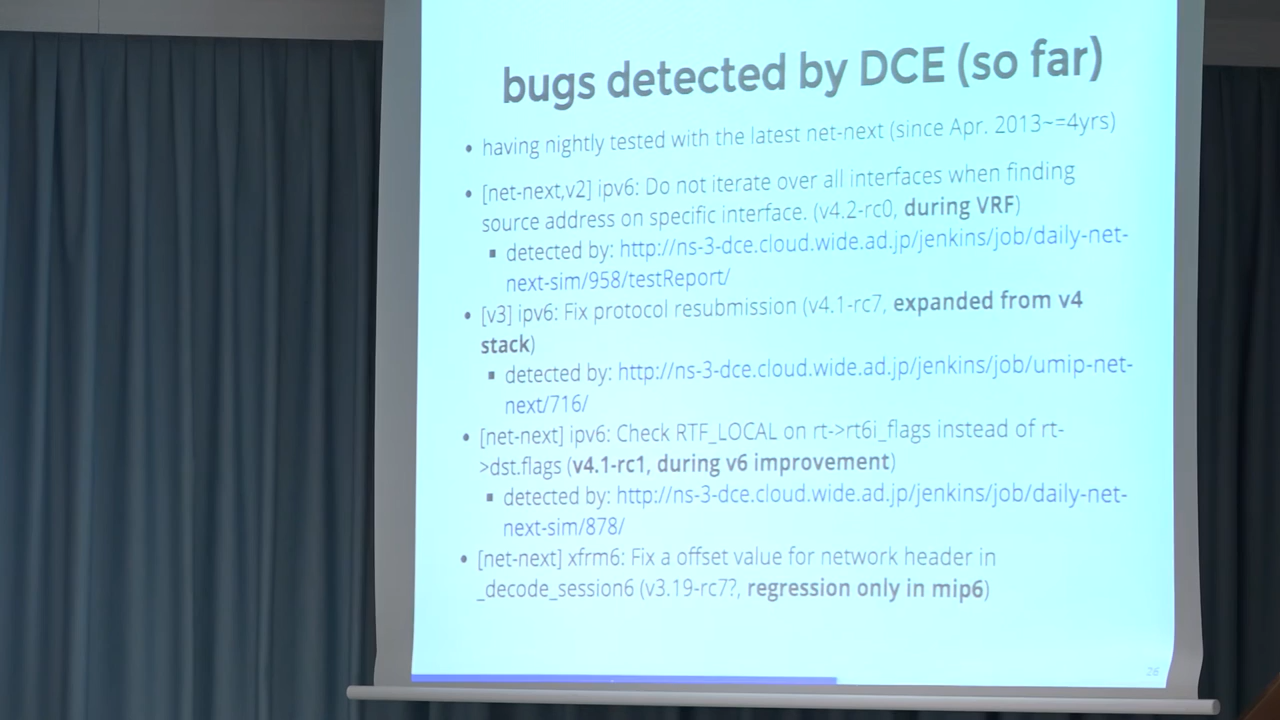 bugs detected by DCE (so far)
• having nightly tested with the latest net-next (since Apr. 2013~=4yrs)
• [net-next,v2] ipv6: Do not iterate over all interfaces when finding
source address on specific interface. (v4.2-rc0, during VRF)
▪ detected by: http://ns-3-dce.cloud.wide.ad.jp/jenkins/job/daily-net-
next-sim/958/testReport/
• [v3] ipv6: Fix protocol resubmission (v4.1-rc7, expanded from v4
stack)
▪ detected by: http://ns-3-dce.cloud.wide.ad.jp/jenkins/job/umip-net-
next/716/
• [net-next] ipv6: Check RTF_LOCAL on rt->rt6i_flags instead of rt-
>dst.flags (v4.1-rc1, during v6 improvement)
▪ detected by: http://ns-3-dce.cloud.wide.ad.jp/jenkins/job/daily-net-
next-sim/878/
• [net-next] xfrm6: Fix a offset value for network header in
_decode_session6 (v3.19-rc7?, regression only in mip6)
26